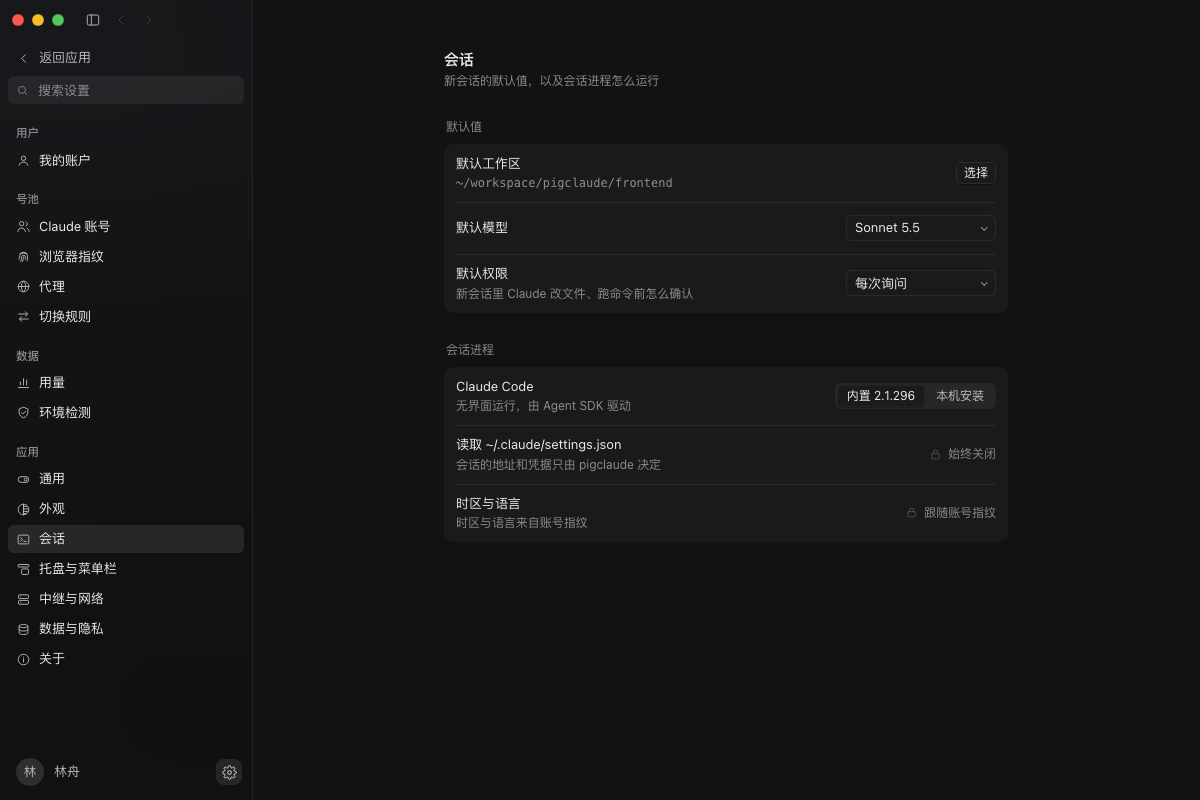 返回应用
搜索设置
用户
我的账户
号池
Claude 账号
浏览器指纹
代理
切换规则
数据
用量
环境检测
应用
通用
外观
会话
托盘与菜单栏
中继与网络
数据与隐私
关于
林 林舟
会话
新会话的默认值，以及会话进程怎么运行
默认值
默认工作区
~/workspace/pigclaude/frontend
选择
默认模型
Sonnet 5.5
默认权限
新会话里 Claude 改文件、跑命令前怎么确认
每次询问
会话进程
Claude Code
无界面运行，由 Agent SDK 驱动
内置 2.1.296 本机安装
读取 ~/.claude/settings.json
会话的地址和凭据只由 pigclaude 决定
始终关闭
时区与语言
时区与语言来自账号指纹
跟随账号指纹